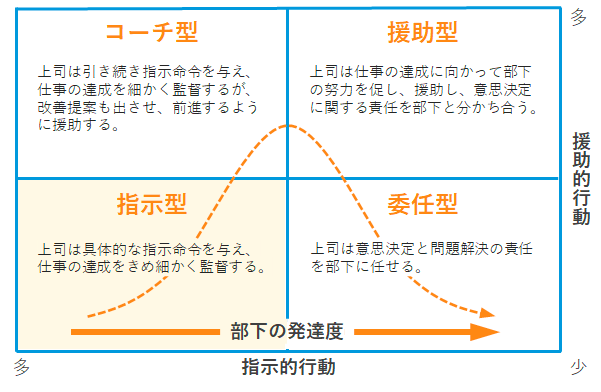 コーチ型
上司は引き続き指示命令を与え、
仕事の達成を細かく監督するが、
改善提案も出させ、前進するよう
に援助する。
援助型
上司は仕事の達成に向かって部下
の努力を促し、援助し、意思決定
に関する責任を部下と分かち合う。
多
援助的行動
指示型
上司は具体的な指示命令を与え、
仕事の達成をきめ細かく監督する。
委任型
上司は意思決定と問題解決の責任
を部下に任せる。
部下の発達度
多
指示的行動
少